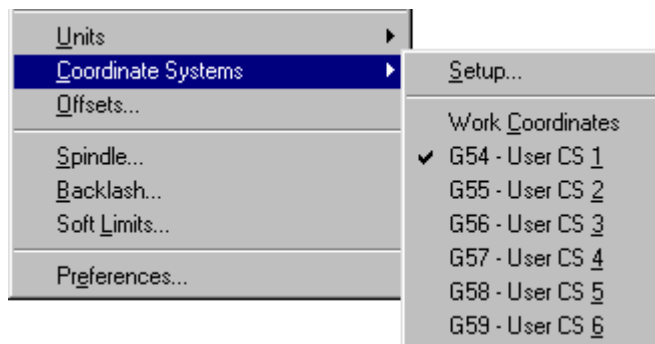 Units
Coordinate Systems
Offsets...
Spindle...
Backlash...
Soft Limits...
Preferences...
Setup...
Work Coordinates
G54 - User CS 1
G55 - User CS 2
G56 - User CS 3
G57 - User CS 4
G58 - User CS 5
G59 - User CS 6